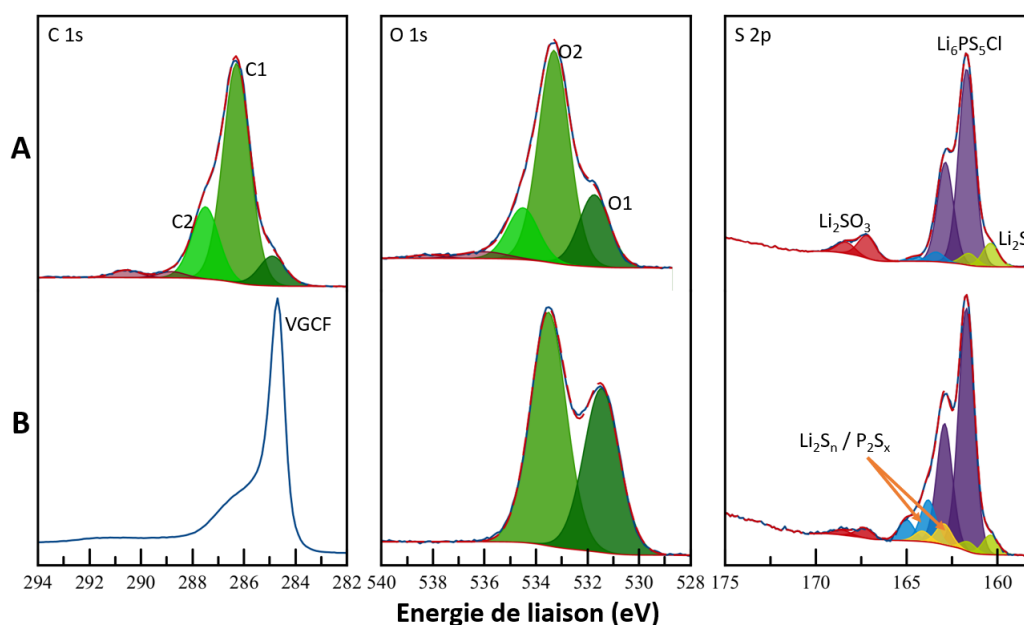 C 1s
O 1s
S 2p
A
C1
C2
O2
O1
Li₆PS₅Cl
Li₂SO₃
Li₂S
B
VGCF
Li₂Sₙ / P₂Sₓ
294 292 290 288 286 284 282
540 538 536 534 532 530 528
175 170 165 160
Energie de liaison (eV)